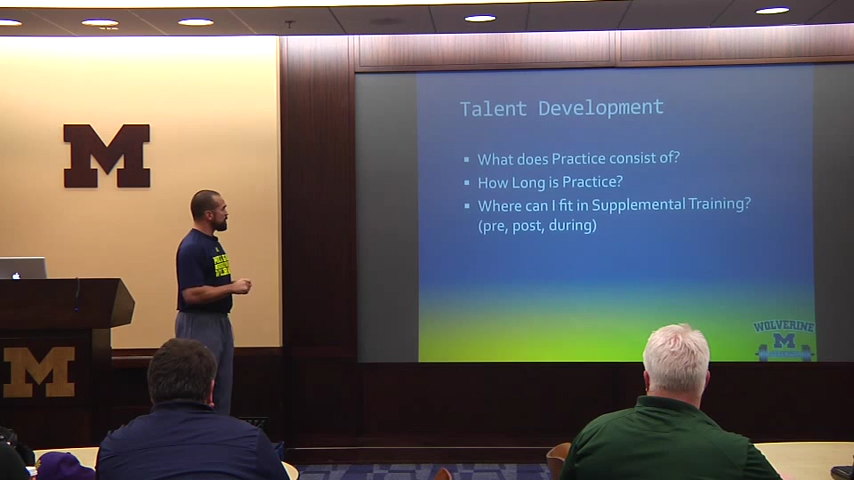 M
Talent Development
What does Practice consist of?
How Long is Practice?
Where can I fit in Supplemental Training?
(pre, post, during)
WOLVERINE
M
M